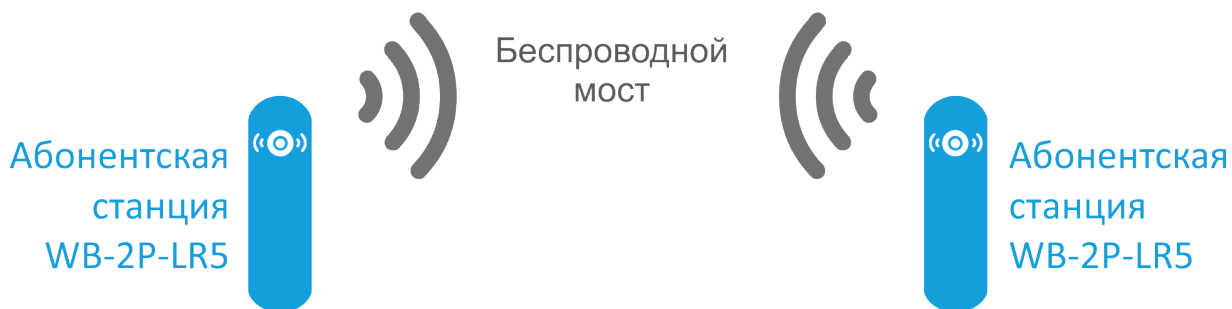 Беспроводной
мост
Абонентская
станция
WB-2P-LR5
Абонентская
станция
WB-2P-LR5